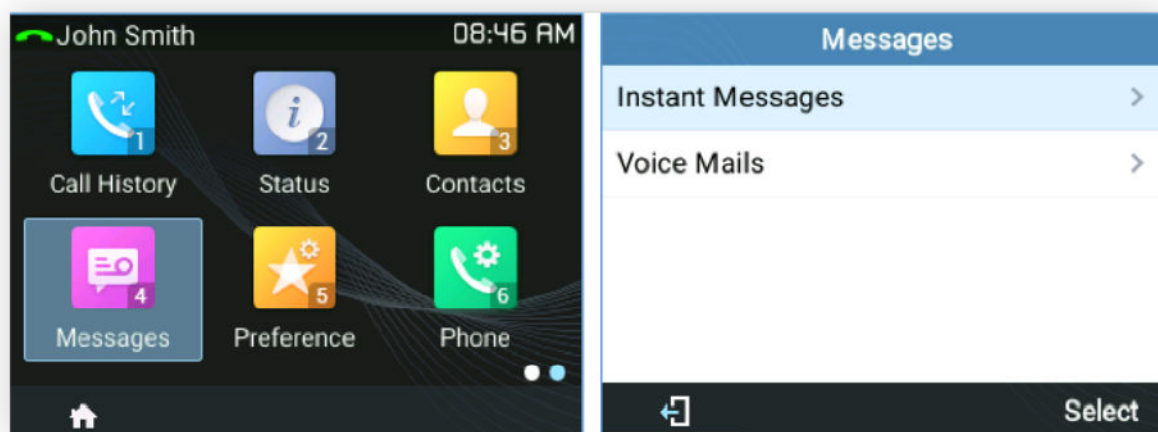 John Smith 08:46 AM
1 2 3
Call History Status Contacts
4 5 6
Messages Preference Phone
Messages
Instant Messages
Voice Mails
Select